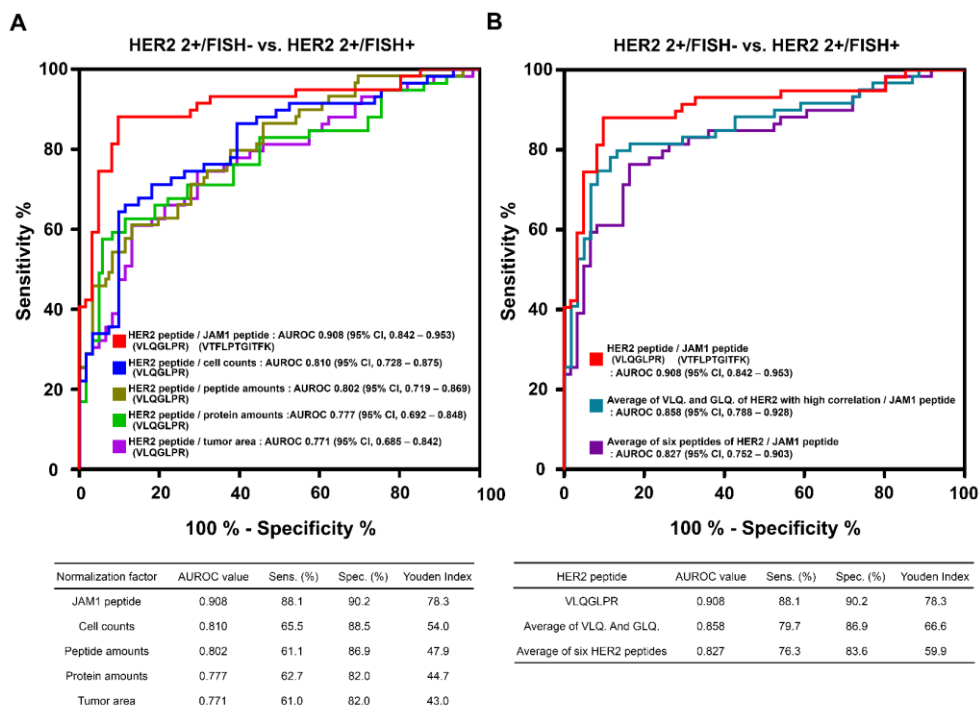 A
HER2 2+/FISH- vs. HER2 2+/FISH+
100
80
60
40
20
0
Sensitivity %
HER2 peptide / JAM1 peptide : AUROC 0.908 (95% CI, 0.842 – 0.953)
(VLQGLPR) (VTFLPTGITFK)
HER2 peptide / cell counts : AUROC 0.810 (95% CI, 0.728 – 0.875)
(VLQGLPR)
HER2 peptide / peptide amounts : AUROC 0.802 (95% CI, 0.719 – 0.869)
(VLQGLPR)
HER2 peptide / protein amounts :AUROC 0.777 (95% CI, 0.692 – 0.848)
(VLQGLPR)
HER2 peptide / tumor area : AUROC 0.771 (95% CI, 0.685 – 0.842)
(VLQGLPR)
0 20 40 60 80 100
100 % - Specificity %
Normalization factor AUROC value Sens. (%) Spec. (%) Youden Index
JAM1 peptide 0.908 88.1 90.2 78.3
Cell counts 0.810 65.5 88.5 54.0
Peptide amounts 0.802 61.1 86.9 47.9
Protein amounts 0.777 62.7 82.0 44.7
Tumor area 0.771 61.0 82.0 43.0
B
HER2 2+/FISH- vs. HER2 2+/FISH+
100
80
60
40
20
0
Sensitivity %
HER2 peptide / JAM1 peptide
(VLQGLPR) (VTFLPTGITFK)
: AUROC 0.908 (95% CI, 0.842 – 0.953)
Average of VLQ. and GLQ. of HER2 with high correlation / JAM1 peptide
: AUROC 0.858 (95% CI, 0.788 – 0.928)
Average of six peptides of HER2 / JAM1 peptide
: AUROC 0.827 (95% CI, 0.752 – 0.903)
0 20 40 60 80 100
100 % - Specificity %
HER2 peptide AUROC value Sens. (%) Spec. (%) Youden Index
VLQGLPR 0.908 88.1 90.2 78.3
Average of VLQ. And GLQ. 0.858 79.7 86.9 66.6
Average of six HER2 peptides 0.827 76.3 83.6 59.9